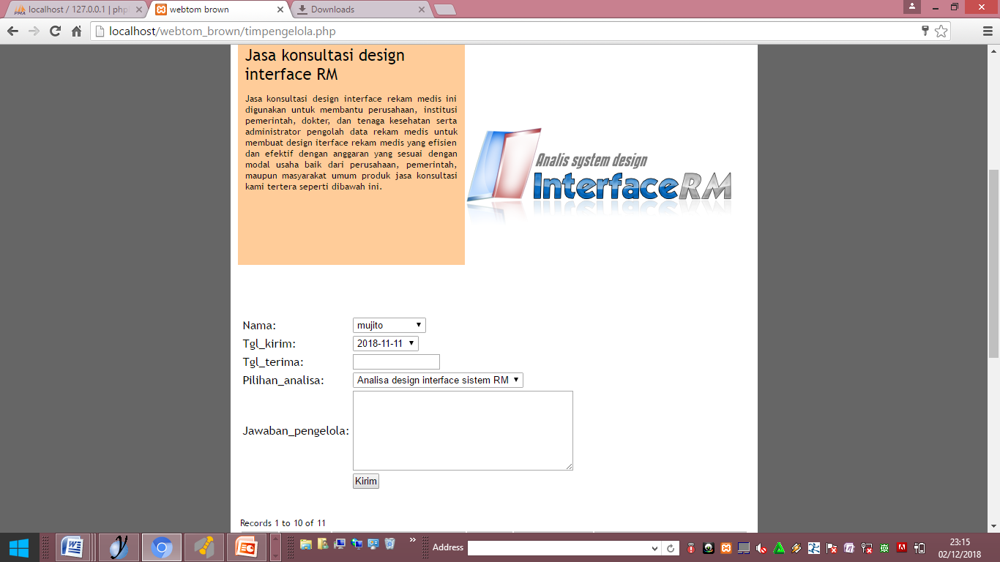 localhost / 127.0.0.1 | php
webtom brown
Downloads
localhost/webtom_brown/timpengelola.php
Jasa konsultasi design
interface RM
Jasa konsultasi design interface rekam medis ini
digunakan untuk membantu perusahaan, institusi
pemerintah, dokter, dan tenaga kesehatan serta
administrator pengolah data rekam medis untuk
membuat design iterface rekam medis yang efisien
dan efektif dengan anggaran yang sesuai dengan
modal usaha baik dari perusahaan, pemerintah,
maupun masyarakat umum produk jasa konsultasi
kami tertera seperti dibawah ini.
Analis system design
InterfaceRM
Nama: mujito
Tgl_kirim: 2018-11-11
Tgl_terima:
Pilihan_analisa: Analisa design interface sistem RM
Jawaban_pengelola:
Kirim
Records 1 to 10 of 11
Address
23:15
02/12/2018